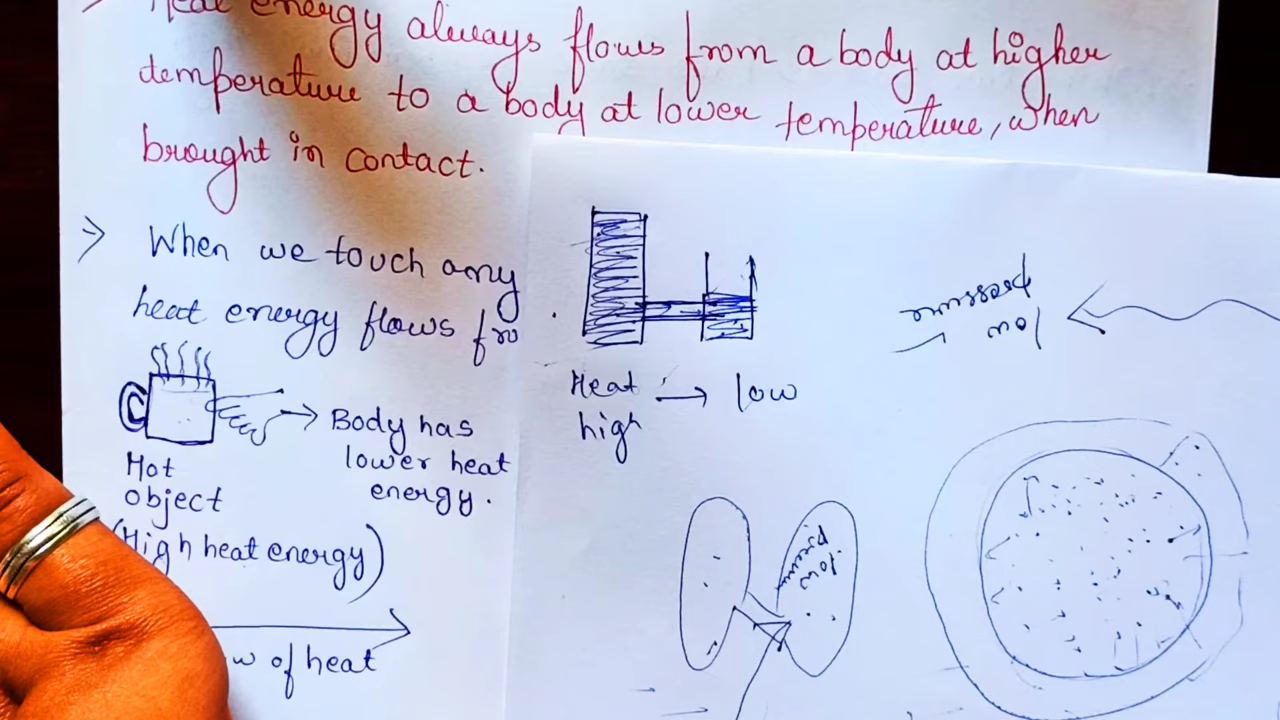 Heat energy always flows from a body at higher
temperature to a body at lower temperature, when
brought in contact.
When we touch any
heat energy flows fro
Body has
lower heat
energy.
Hot
object
(High heat energy)
w of heat
Heat → low
high
low
pressure
low